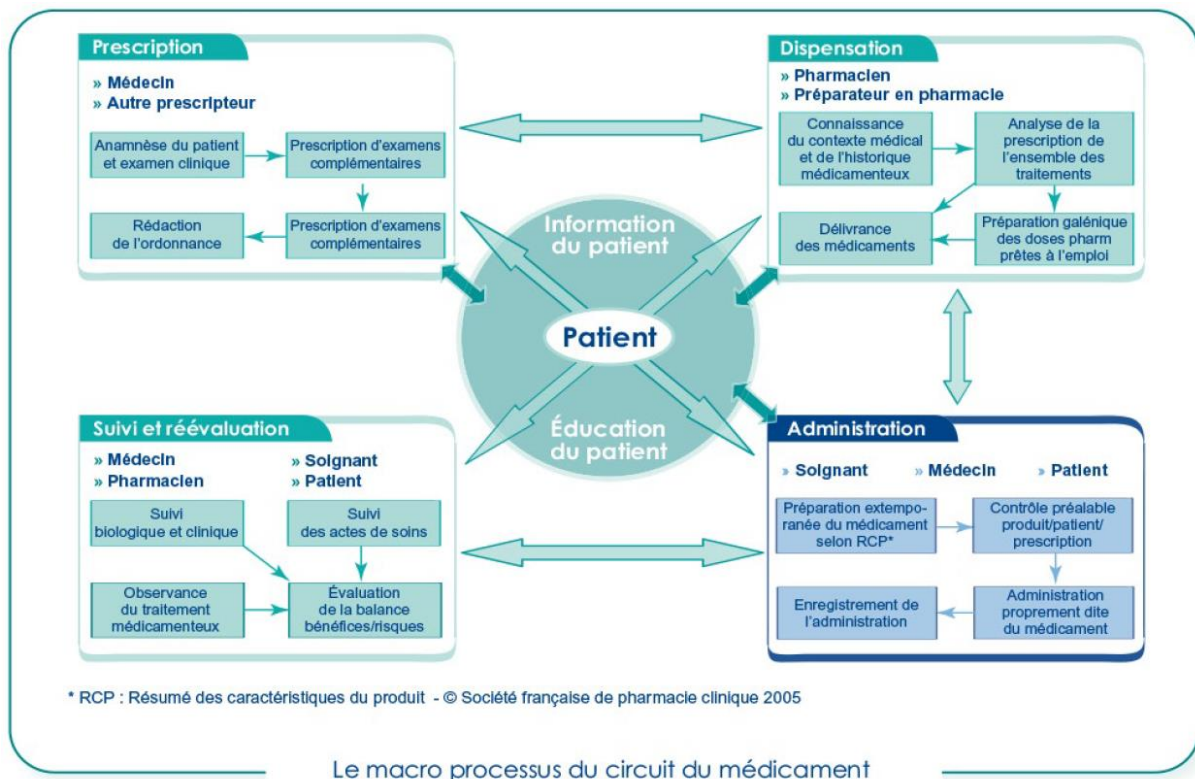 Prescription
» Médecin
» Autre prescripteur
Anamnèse du patient
et examen clinique
Prescription d'examens
complémentaires
Rédaction
de l'ordonnance
Prescription d'examens
complémentaires
Dispensation
» Pharmacien
» Préparateur en pharmacie
Connaissance
du contexte médical
et de l'historique
médicamenteux
Analyse de la
prescription de
l'ensemble des
traitements
Délivrance
des médicaments
Préparation galénique
des doses pharm
prêtes à l'emploi
Information
du patient
Patient
Éducation
du patient
Suivi et réévaluation
» Médecin
» Pharmacien
» Soignant
» Patient
Suivi
biologique et clinique
Suivi
des actes de soins
Observance
du traitement
médicamenteux
Évaluation
de la balance
bénéfices/risques
Administration
» Soignant
» Médecin
» Patient
Préparation extempo-
ranée du médicament
selon RCP*
Contrôle préalable
produit/patient/
prescription
Enregistrement de
l'administration
Administration
proprement dite
du médicament
* RCP : Résumé des caractéristiques du produit - © Société française de pharmacie clinique 2005
Le macro processus du circuit du médicament